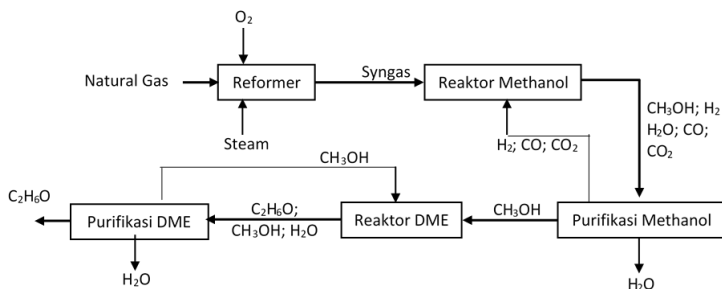 O₂
Natural Gas
Reformer
Syngas
Reaktor Methanol
CH₃OH; H₂
H₂O; CO;
CO₂
Steam
H₂; CO; CO₂
CH₃OH
C₂H₆O
Purifikasi DME
C₂H₆O;
CH₃OH; H₂O
Reaktor DME
CH₃OH
Purifikasi Methanol
H₂O
H₂O